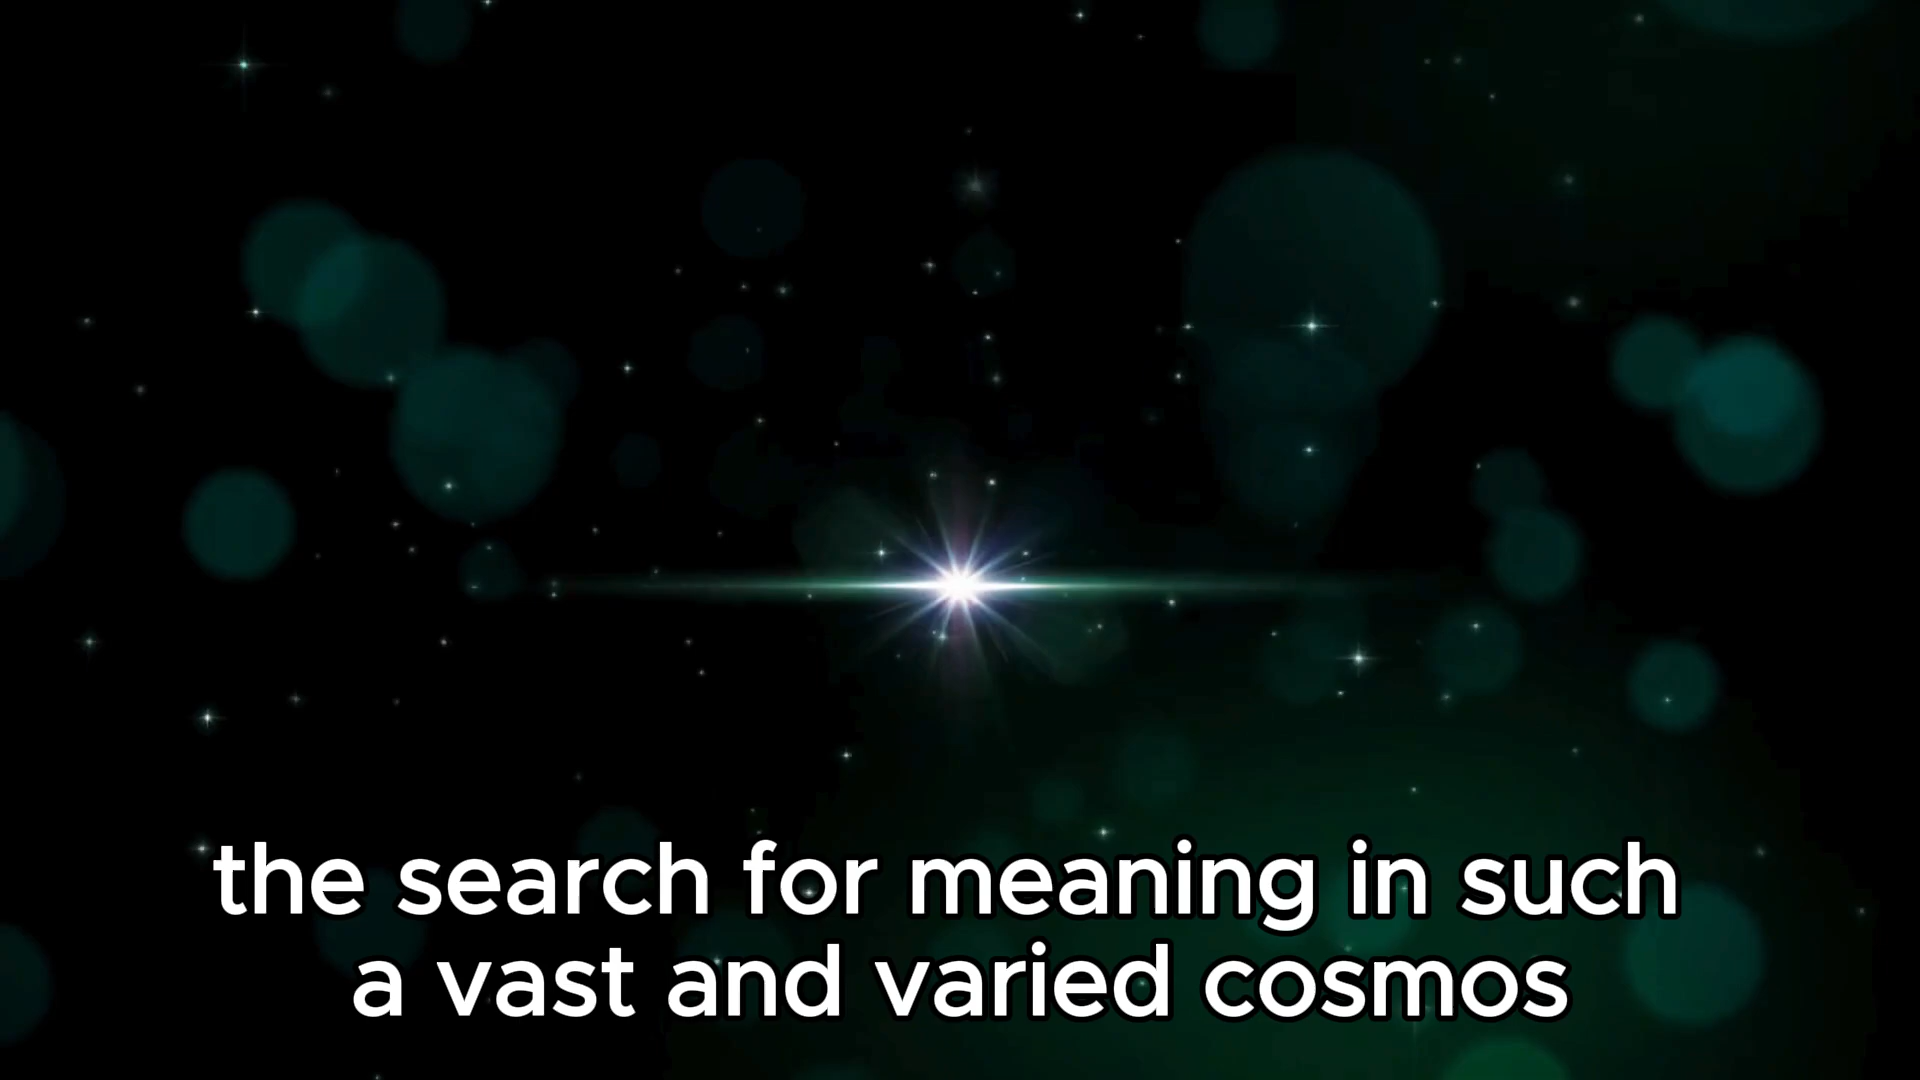 the search for meaning in such
a vast and varied cosmos